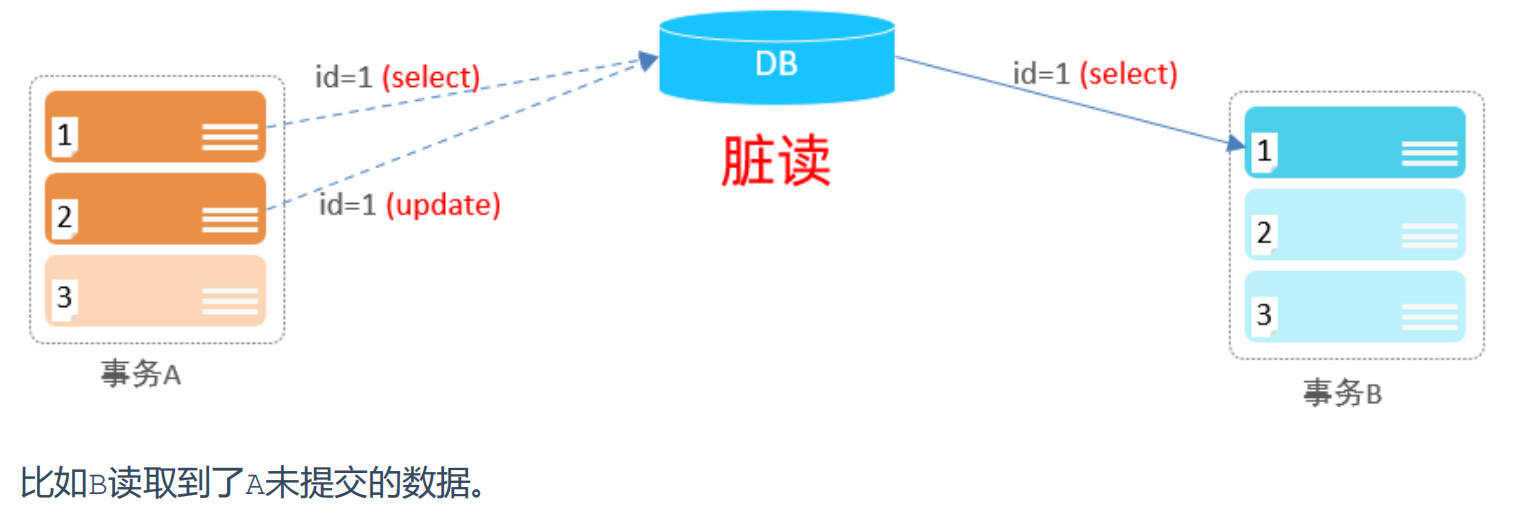 DB
id=1 (select)
id=1 (select)
1
脏读
1
id=1 (update)
2
2
3
3
事务A
事务B
比如B读取到了A未提交的数据。